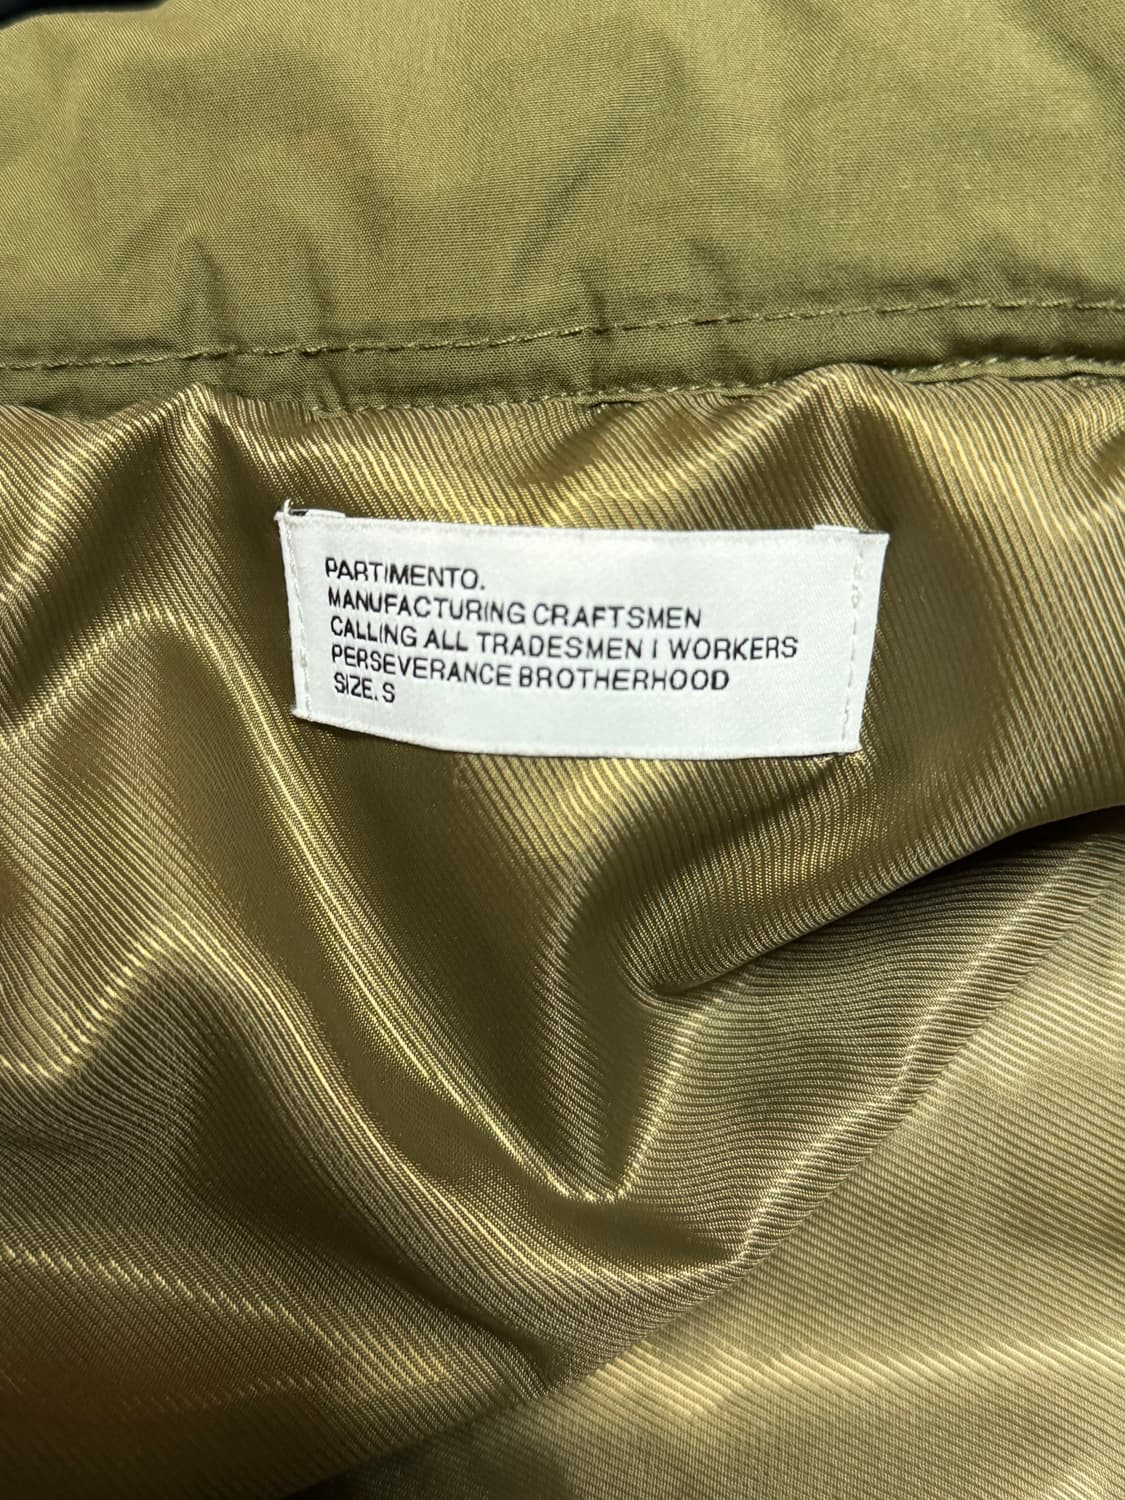 PARTIMENTO.
MANUFACTURING CRAFTSMEN
CALLING ALL TRADESMEN I WORKERS
PERSEVERANCE BROTHERHOOD
SIZE. S